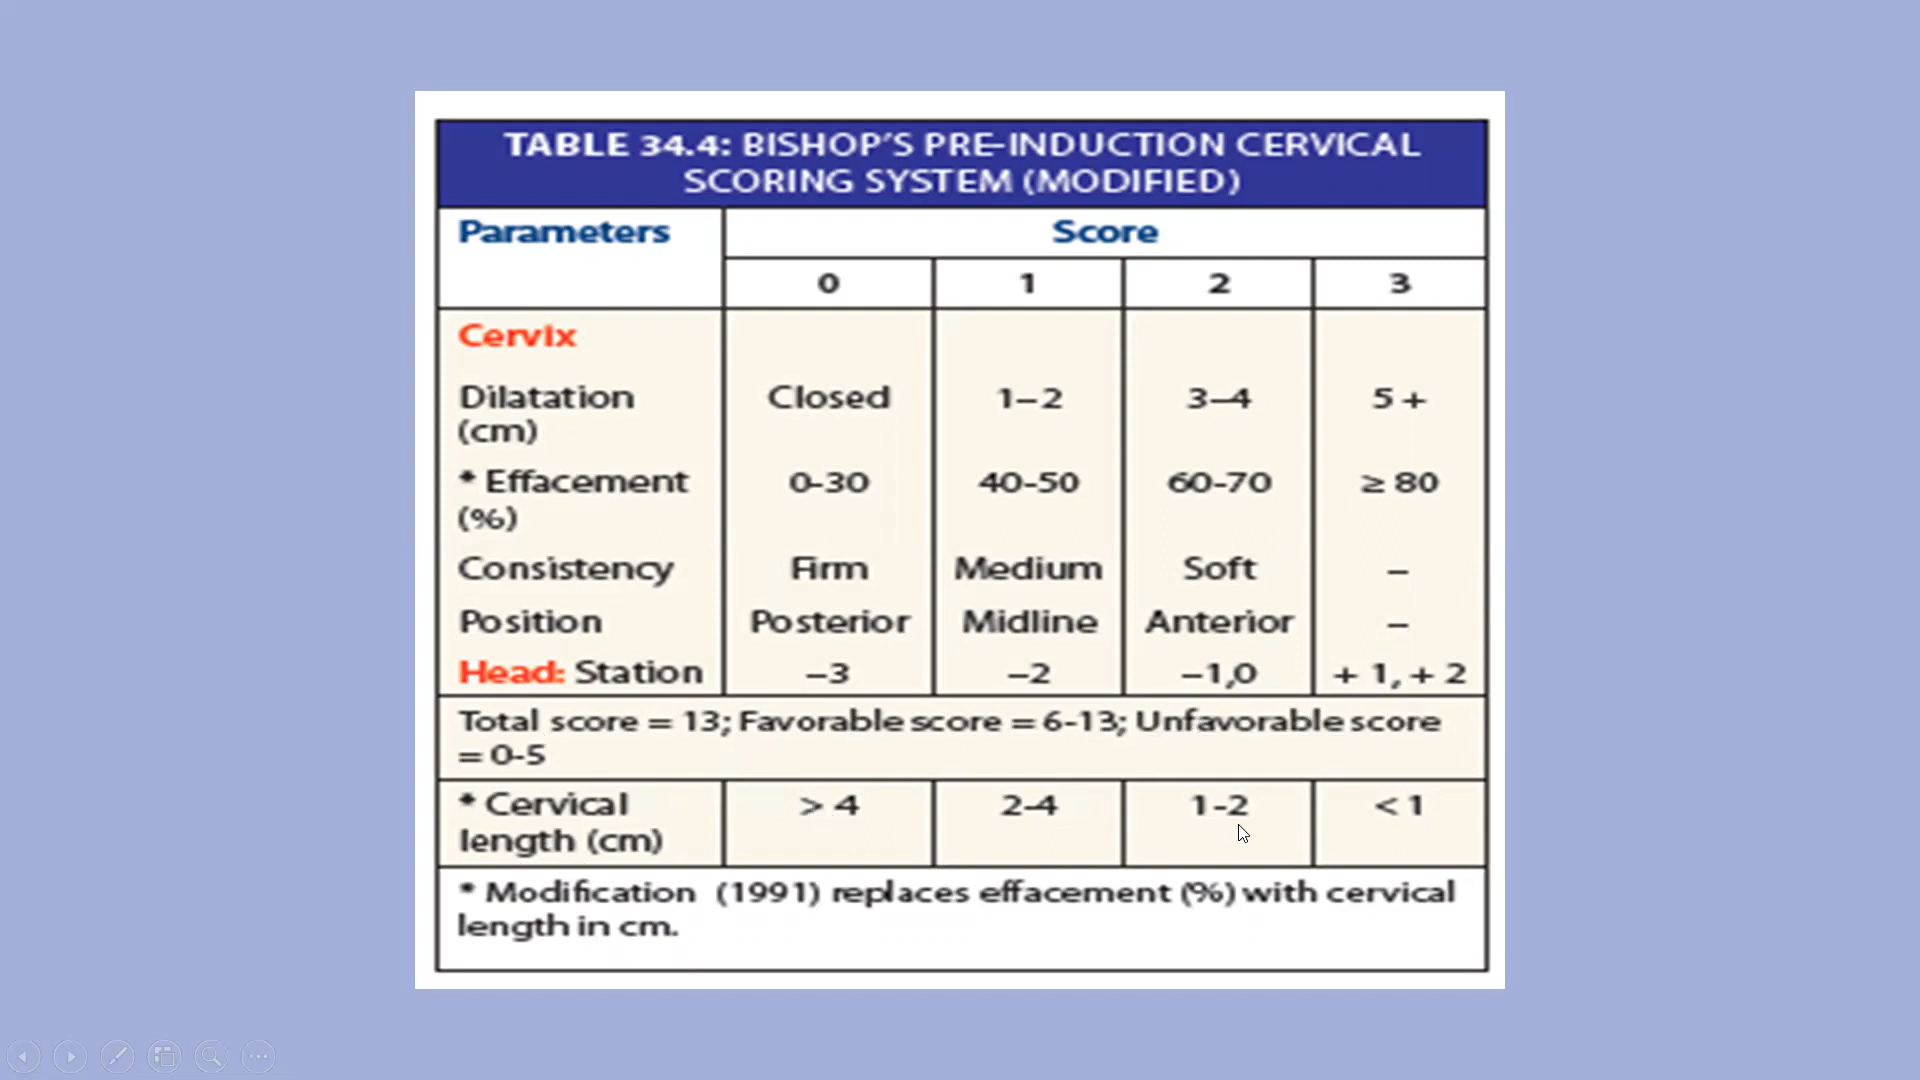 TABLE 34.4: BISHOP'S PRE-INDUCTION CERVICAL
SCORING SYSTEM (MODIFIED)
Parameters Score
0 1 2 3
Cervix
Dilatation Closed 1–2 3–4 5 +
(cm)
* Effacement 0-30 40-50 60-70 ≥ 80
(%)
Consistency Firm Medium Soft –
Position Posterior Midline Anterior –
Head: Station –3 –2 –1,0 + 1, + 2
Total score = 13; Favorable score = 6-13; Unfavorable score
= 0-5
* Cervical > 4 2-4 1-2 < 1
length (cm)
* Modification (1991) replaces effacement (%) with cervical
length in cm.